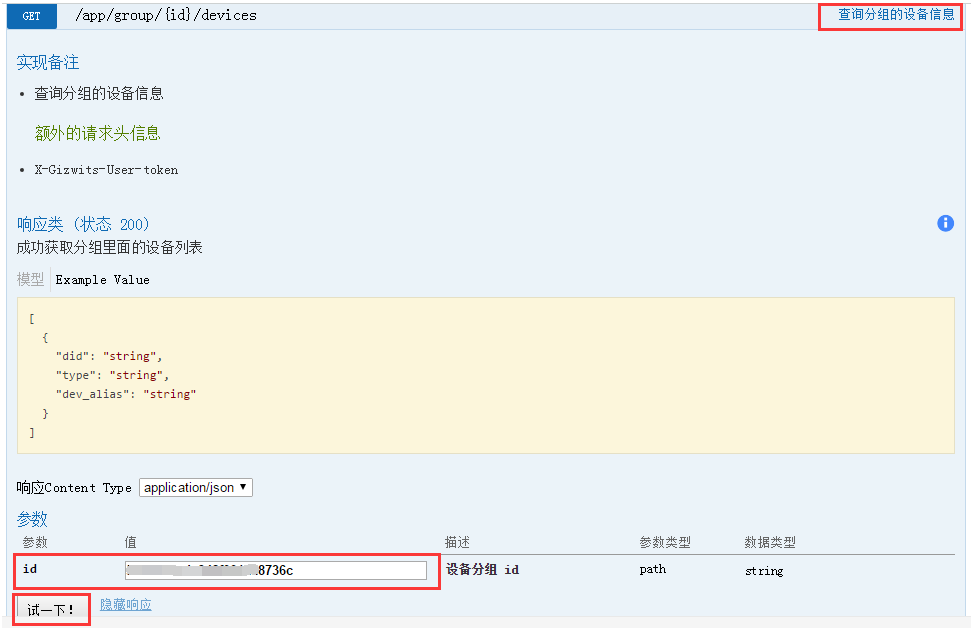 GET /app/group/{id}/devices 查询分组的设备信息
实现备注
• 查询分组的设备信息
额外的请求头信息
• X-Gizwits-User-token
响应类 (状态 200)
成功获取分组里面的设备列表
模型 Example Value
[
{
"did": "string",
"type": "string",
"dev_alias": "string"
}
]
响应Content Type application/json
参数
参数 值 描述 参数类型 数据类型
id 8736c 设备分组 id path string
试一下! 隐藏响应